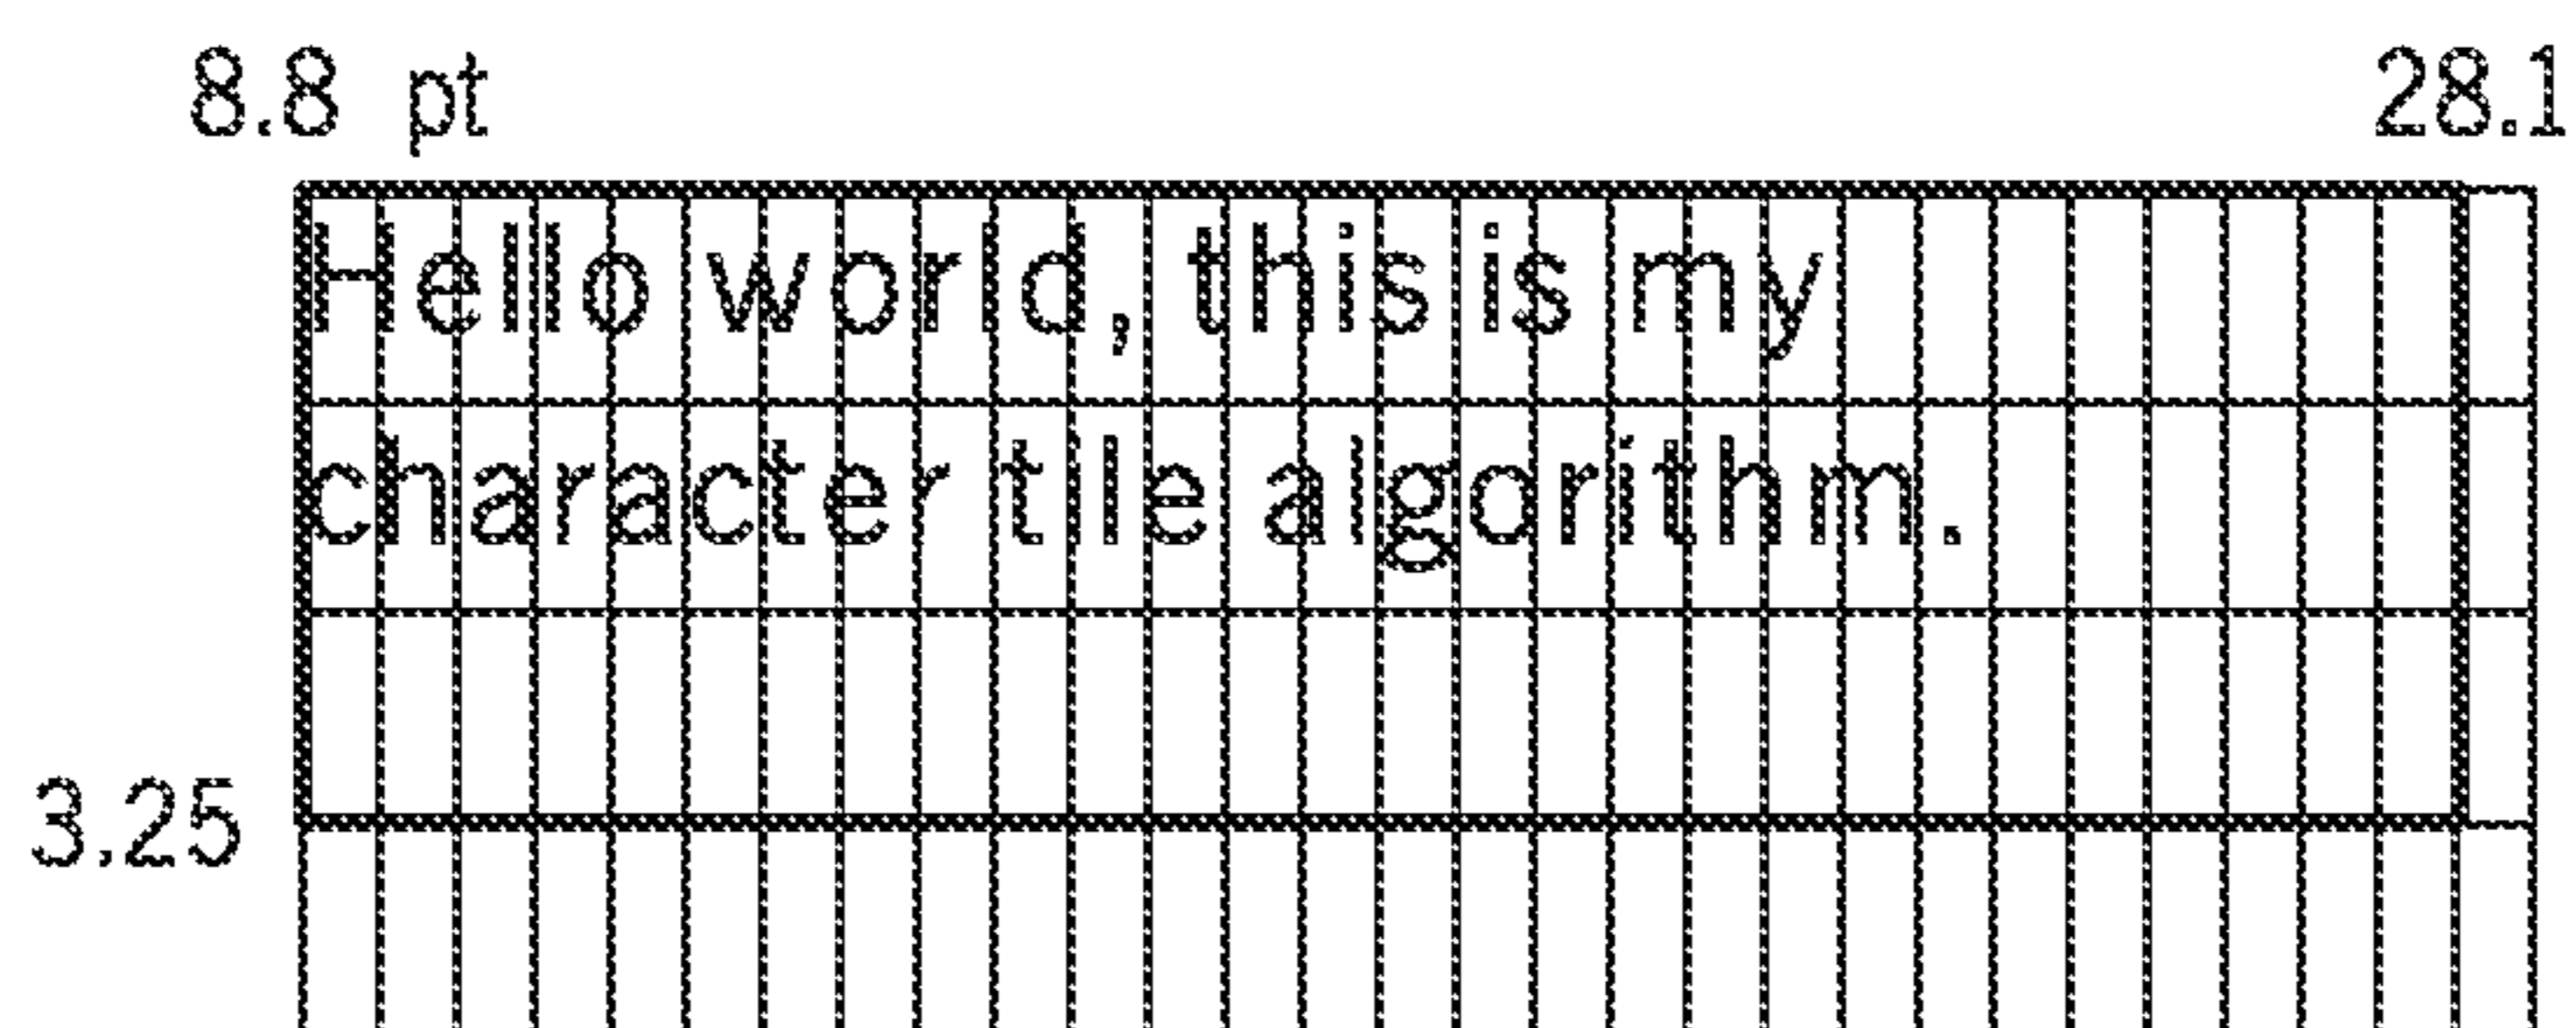 8.8 pt 28.1
Hello world, this is my
character tile algorithm.
3.25